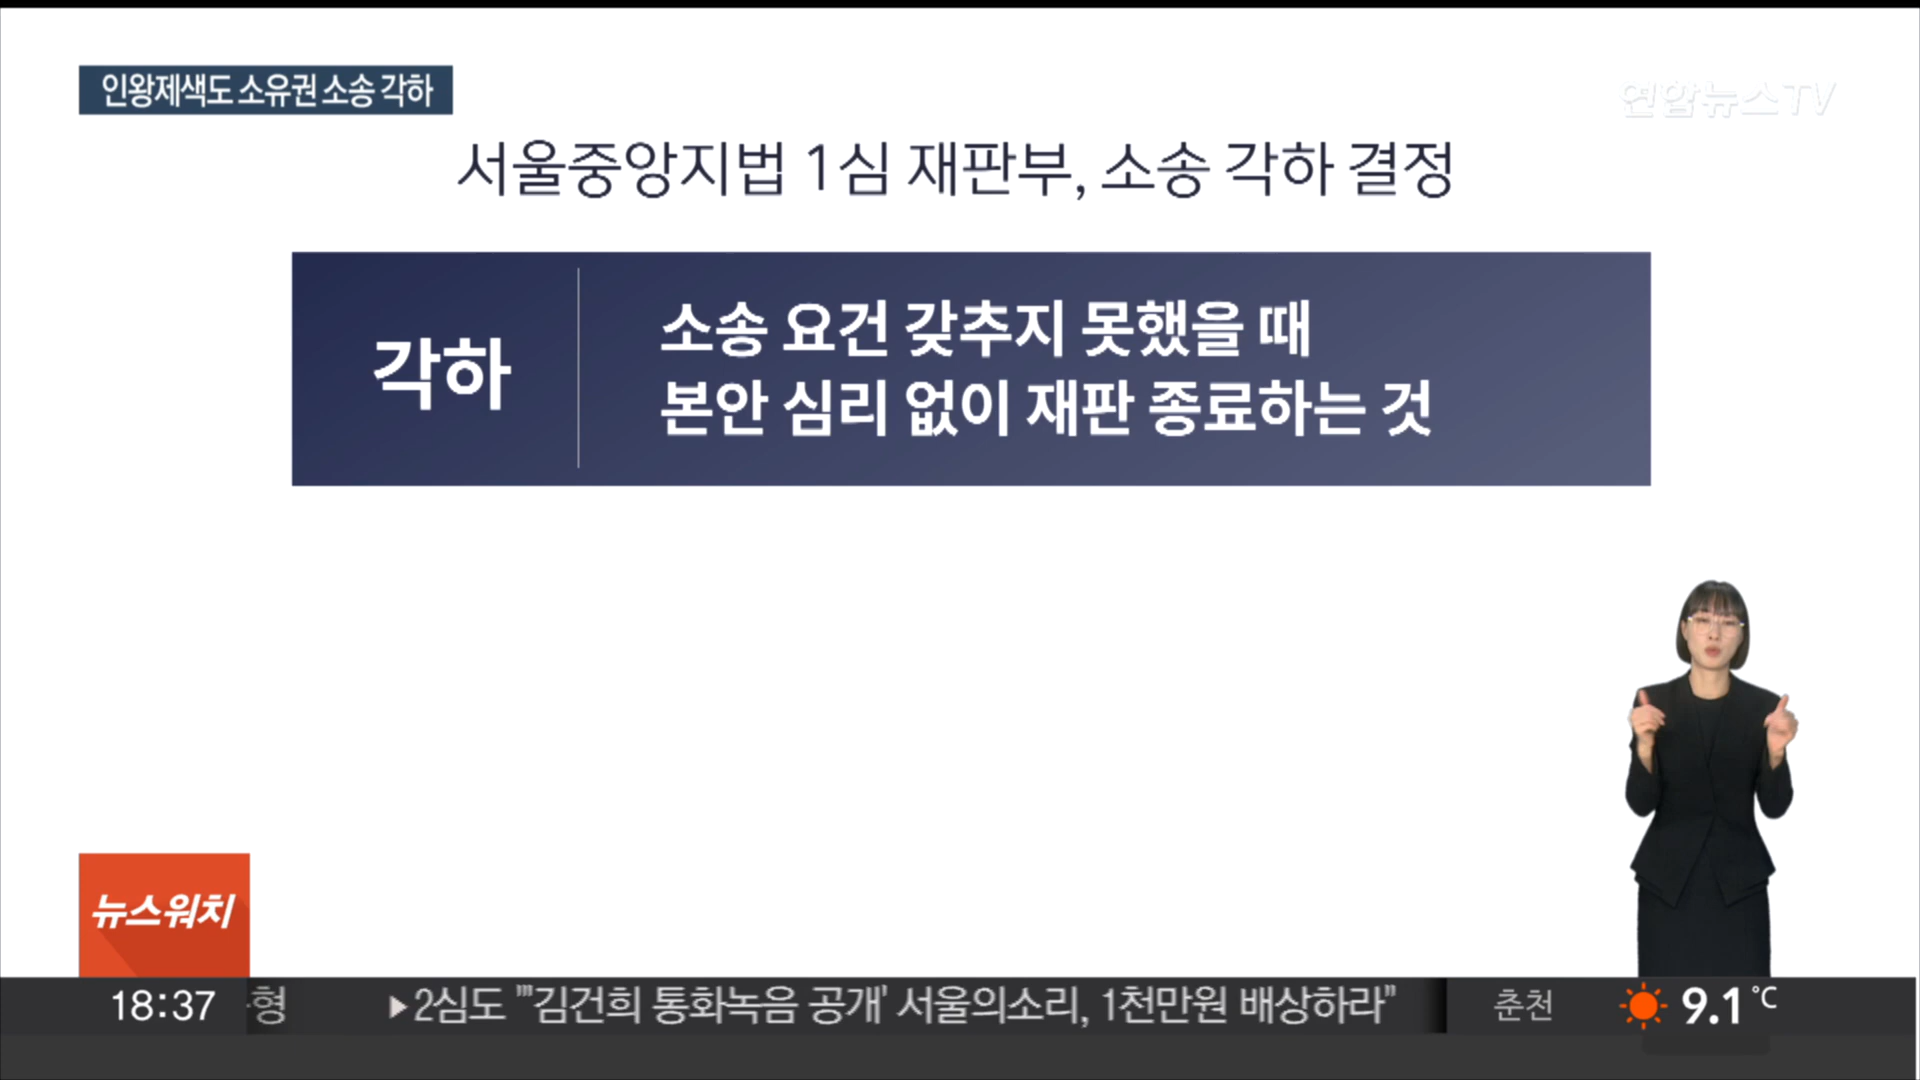 인왕제색도 소유권 소송 각하
연합뉴스TV
서울중앙지법 1심 재판부, 소송 각하 결정
각하
소송 요건 갖추지 못했을 때
본안 심리 없이 재판 종료하는 것
뉴스워치
18:37 형 ▶2심도 "'김건희 통화녹음 공개' 서울의소리, 1천만원 배상하라" 춘천 9.1℃